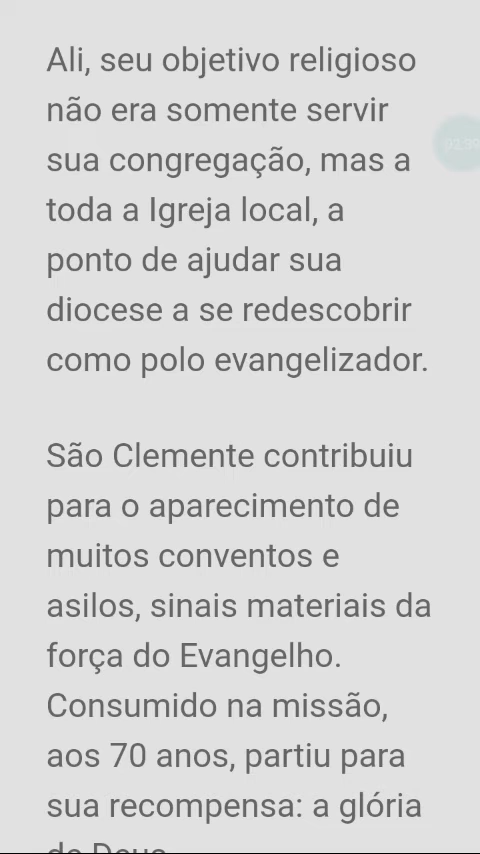 Ali, seu objetivo religioso
não era somente servir
sua congregação, mas a
toda a Igreja local, a
ponto de ajudar sua
diocese a se redescobrir
como polo evangelizador.
São Clemente contribuiu
para o aparecimento de
muitos conventos e
asilos, sinais materiais da
força do Evangelho.
Consumido na missão,
aos 70 anos, partiu para
sua recompensa: a glória
de Deus